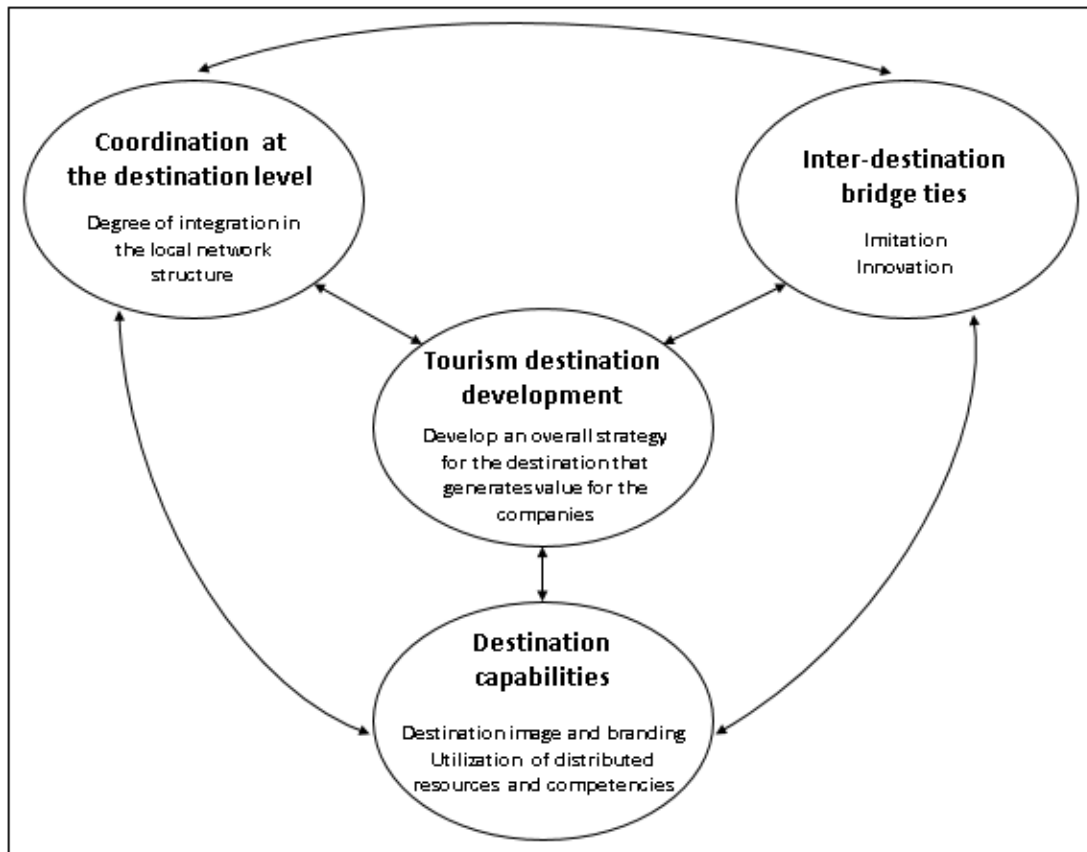 Coordination at
the destination level
Degree of integration in
the local network
structure
Inter-destination
bridge ties
Imitation
Innovation
Tourism destination
development
Develop an overall strategy
for the destination that
generates value for the
companies
Destination
capabilities
Destination image and branding
Utilization of distributed
resources and competencies